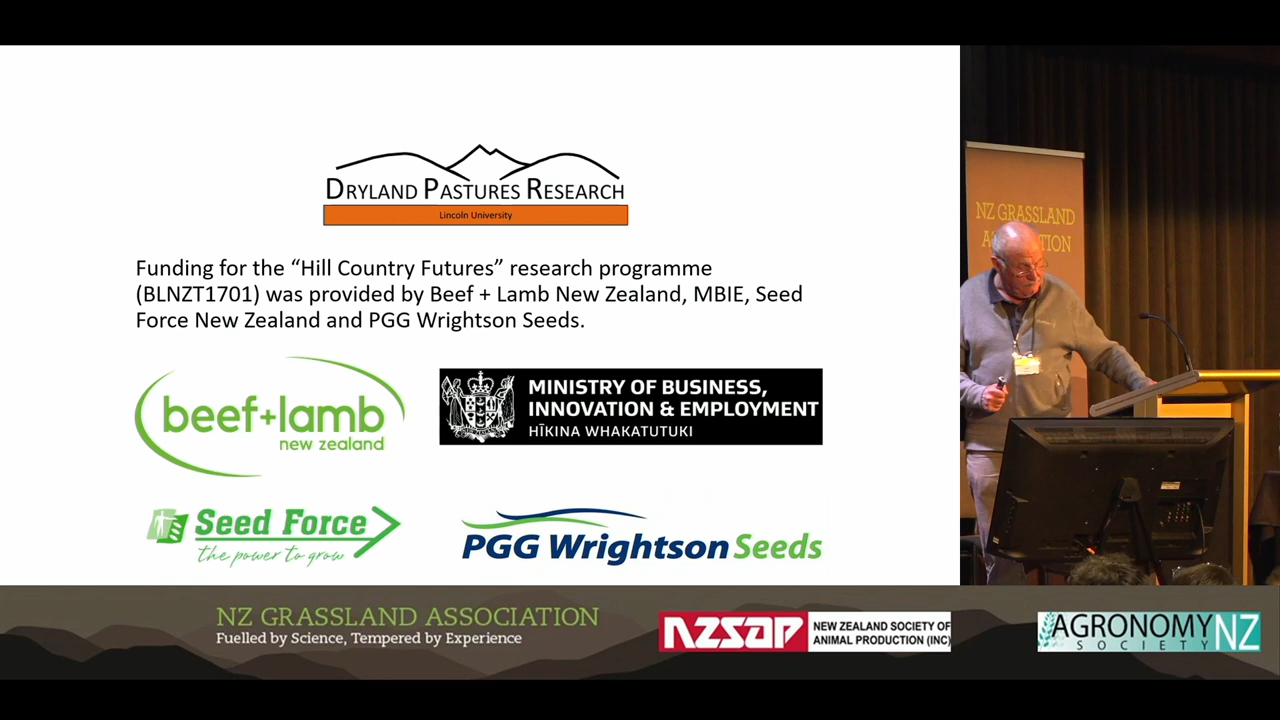 DRYLAND PASTURES RESEARCH
Lincoln University
Funding for the “Hill Country Futures” research programme
(BLNZT1701) was provided by Beef + Lamb New Zealand, MBIE, Seed
Force New Zealand and PGG Wrightson Seeds.
beef+lamb
new zealand
MINISTRY OF BUSINESS,
INNOVATION & EMPLOYMENT
HĪKINA WHAKATUTUKI
Seed Force
the power to grow
PGG Wrightson Seeds
NZ GRASSLAND
TION
NZ GRASSLAND ASSOCIATION
Fuelled by Science, Tempered by Experience
NZSAP
NEW ZEALAND SOCIETY OF
ANIMAL PRODUCTION (INC)
AGRONOMY NZ
SOCIETY